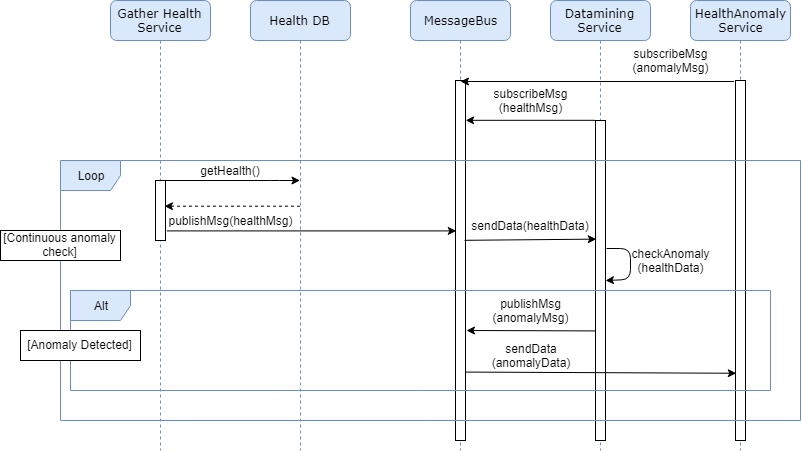 Gather Health
Service
Health DB
MessageBus
Datamining
Service
HealthAnomaly
Service
subscribeMsg
(anomalyMsg)
subscribeMsg
(healthMsg)
Loop
getHealth()
publishMsg(healthMsg)
sendData(healthData)
[Continuous anomaly
check]
checkAnomaly
(healthData)
Alt
publishMsg
(anomalyMsg)
[Anomaly Detected]
sendData
(anomalyData)